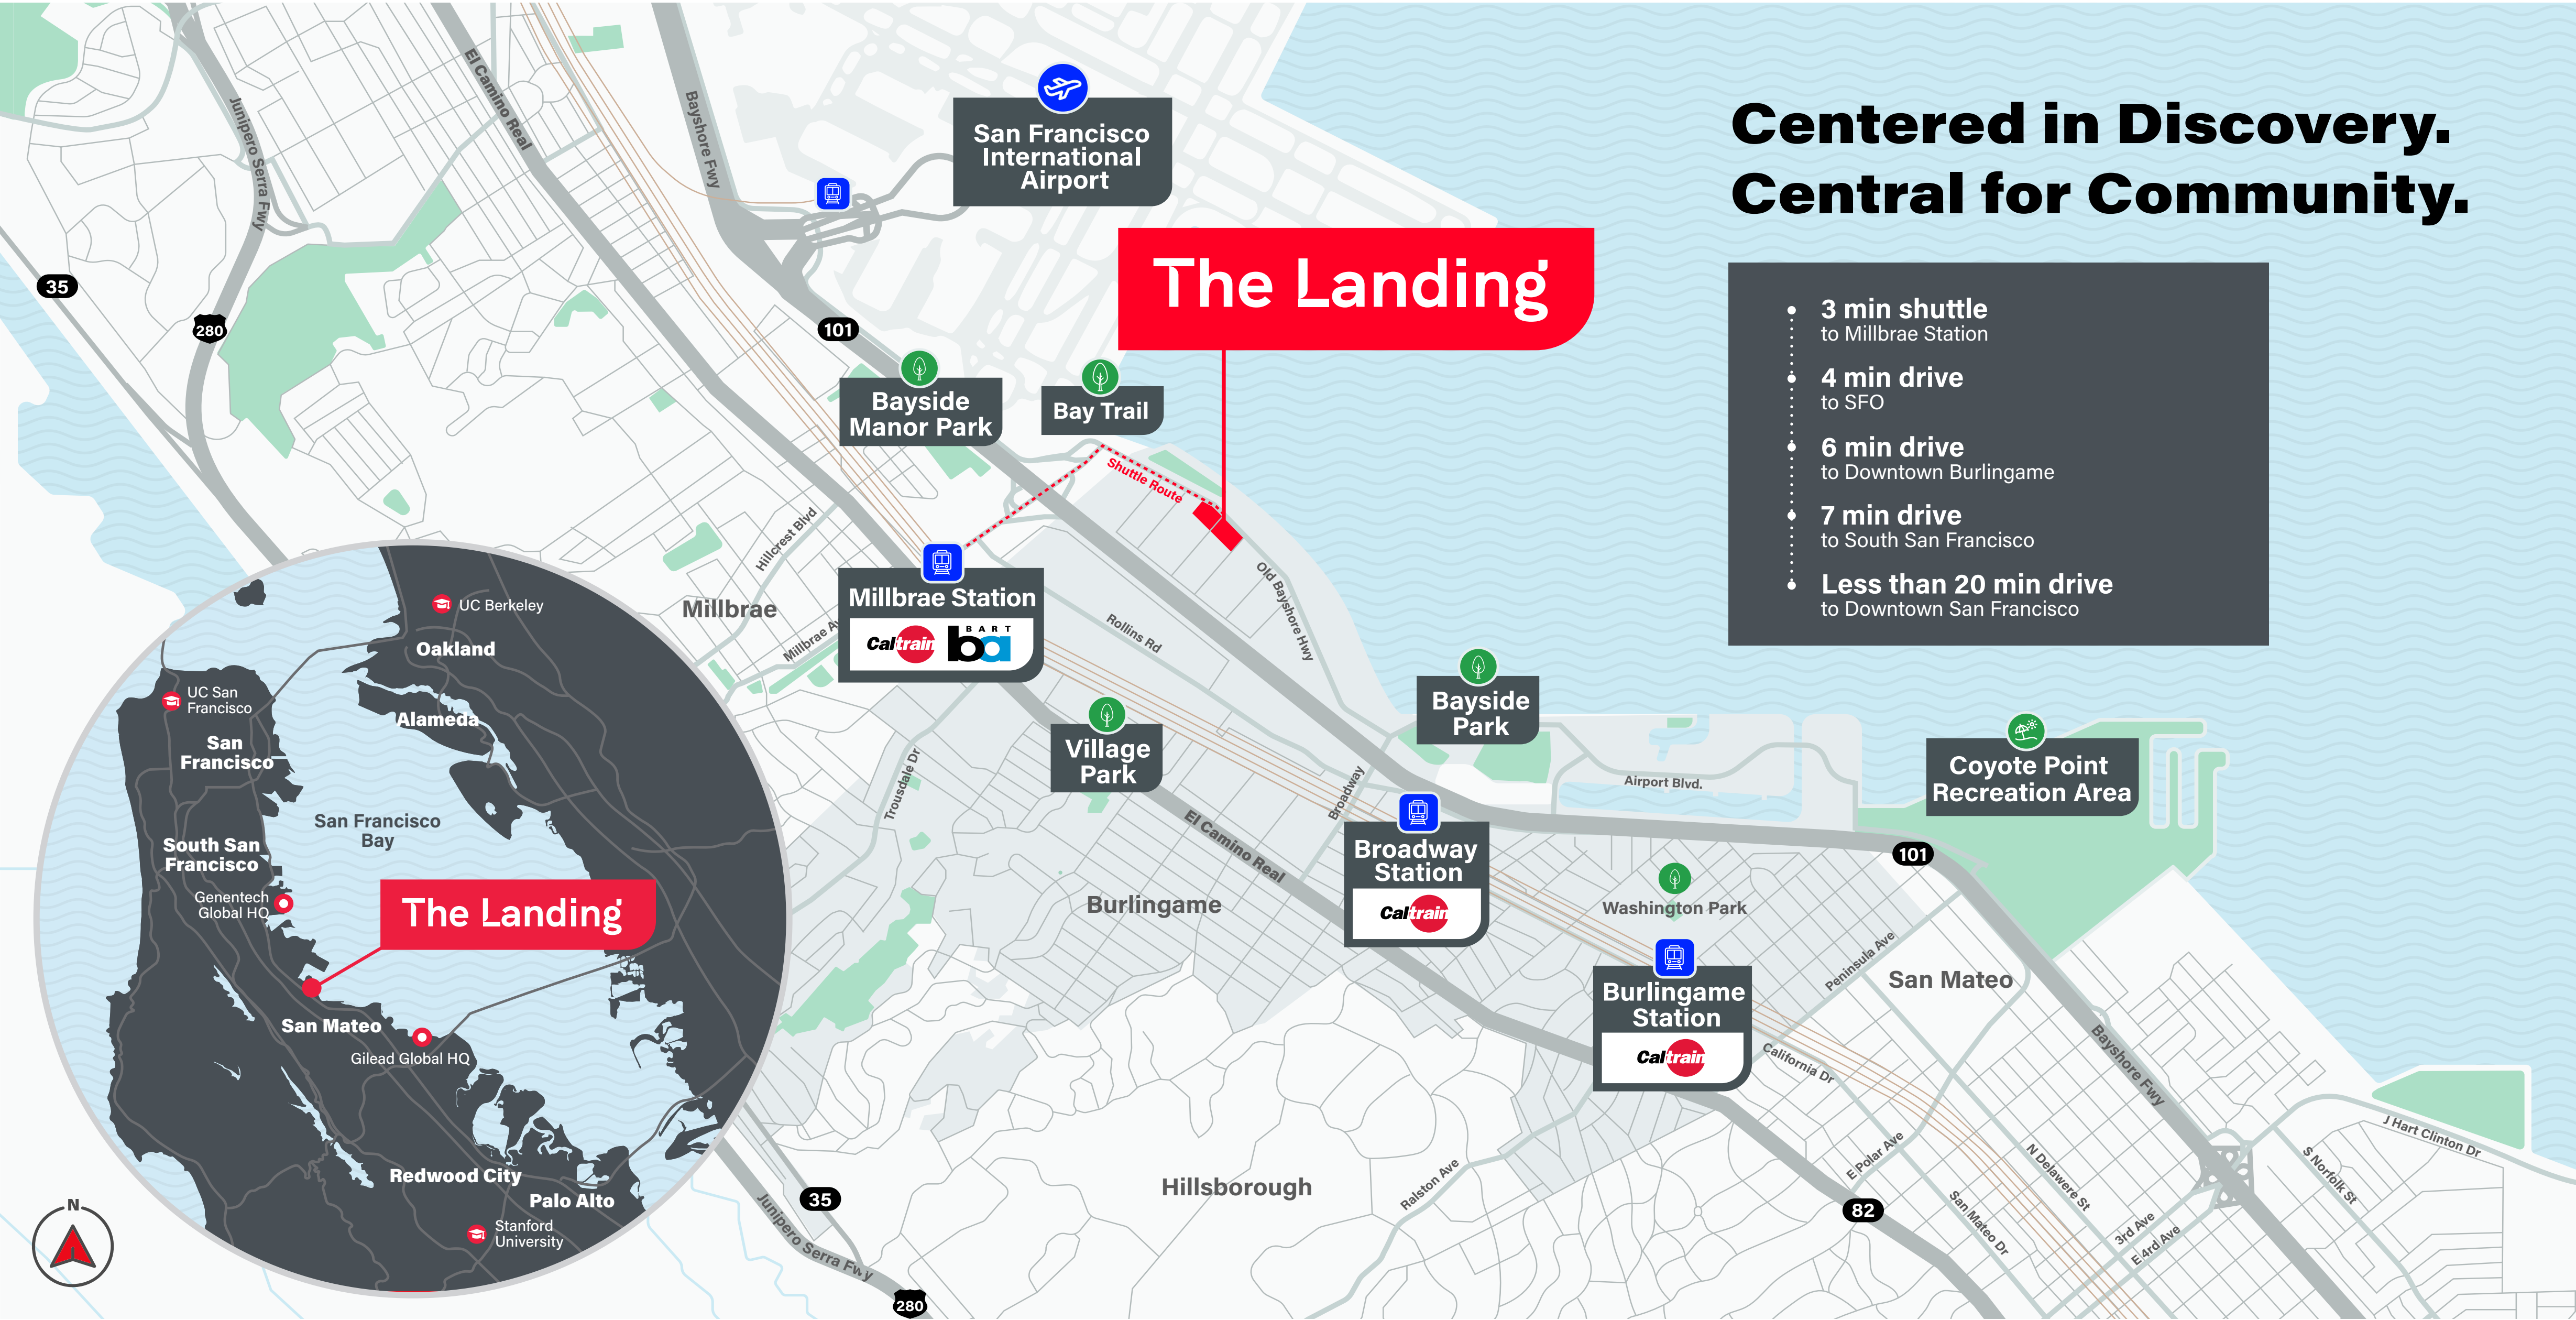 Centered in Discovery.
Central for Community.
3 min shuttle
to Millbrae Station
4 min drive
to SFO
6 min drive
to Downtown Burlingame
7 min drive
to South San Francisco
Less than 20 min drive
to Downtown San Francisco
San Francisco
International
Airport
The Landing
Bayside
Manor Park
Bay Trail
Shuttle Route
Millbrae Station
Caltrain
BART
ba
Village
Park
Bayside
Park
Coyote Point
Recreation Area
Broadway
Station
Caltrain
Washington Park
Burlingame
Station
Caltrain
Millbrae
Burlingame
Hillsborough
San Mateo
Junipero Serra Fwy
El Camino Real
Bayshore Fwy
35
280
101
Hillcrest Blvd
Millbrae Av
Rollins Rd
Old Bayshore Hwy
Trousdale Dr
El Camino Real
Broadway
Airport Blvd.
101
Peninsula Ave
California Dr
Bayshore Fwy
Ralston Ave
E Polar Ave
San Mateo Dr
N Delawere St
3rd Ave
E 4rd Ave
S Norfolk St
J Hart Clinton Dr
82
35
Junipero Serra Fwy
280
UC Berkeley
Oakland
UC San
Francisco
Alameda
San
Francisco
San Francisco
Bay
South San
Francisco
Genentech
Global HQ
The Landing
San Mateo
Gilead Global HQ
Redwood City
Palo Alto
Stanford
University
N